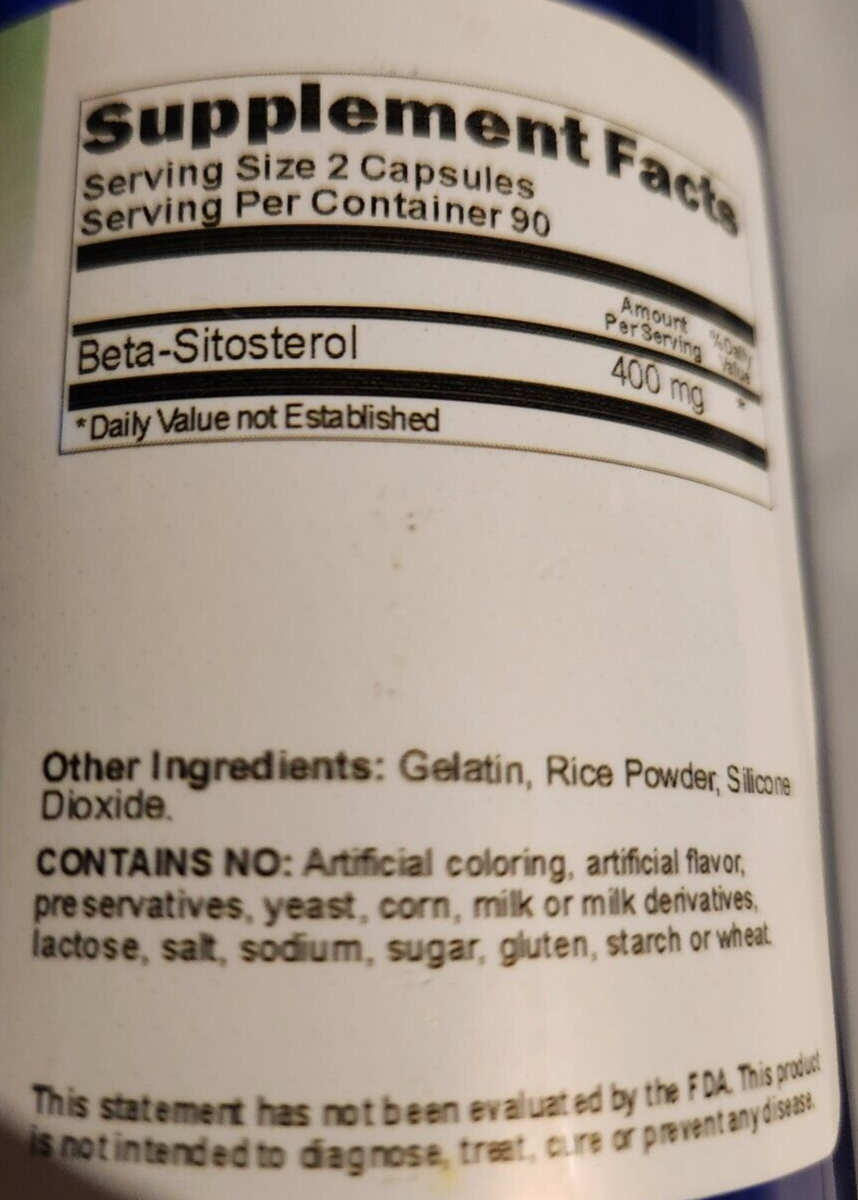 Supplement Facts
Serving Size 2 Capsules
Serving Per Container 90
Amount Per Serving
%Daily Value
Beta-Sitosterol 400 mg *
*Daily Value not Established
Other Ingredients: Gelatin, Rice Powder, Silicone
Dioxide.
CONTAINS NO: Artificial coloring, artificial flavor,
preservatives, yeast, corn, milk or milk derivatives,
lactose, salt, sodium, sugar, gluten, starch or wheat.
This statement has not been evaluated by the FDA. This product
is not intended to diagnose, treat, cure or prevent any disease.